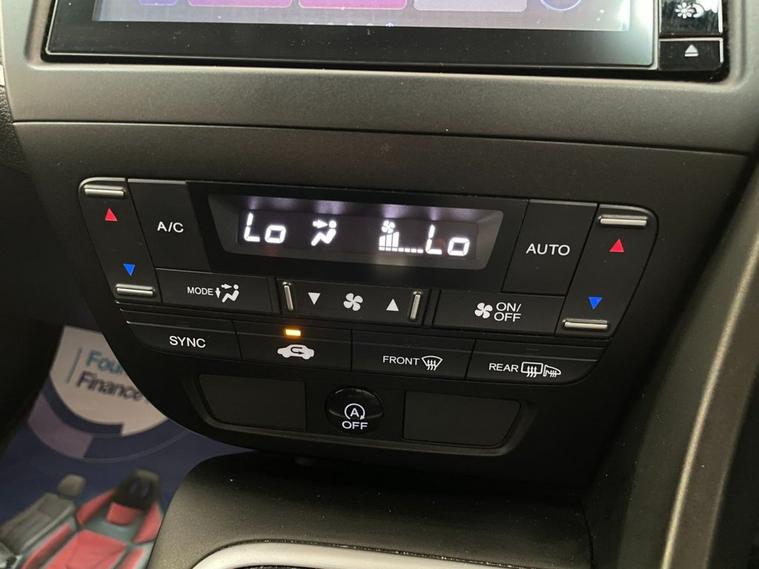 A/C
Lo Lo
AUTO
MODE
ON/
OFF
SYNC
FRONT
REAR
A
OFF
Finance